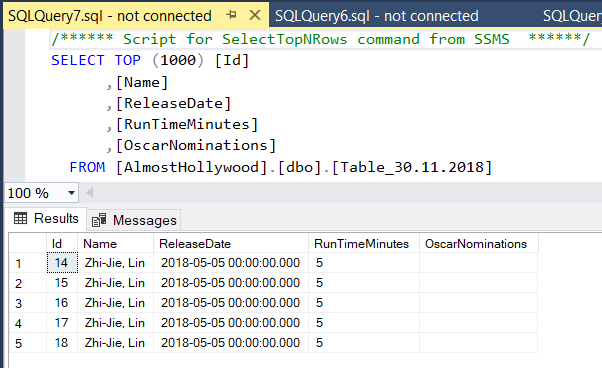 SQLQuery7.sql - not connected SQLQuery6.sql - not connected SQLQuery
/****** Script for SelectTopNRows command from SSMS ******/
SELECT TOP (1000) [Id]
,[Name]
,[ReleaseDate]
,[RunTimeMinutes]
,[OscarNominations]
FROM [AlmostHollywood].[dbo].[Table_30.11.2018]
100 %
Results Messages
Id Name ReleaseDate RunTimeMinutes OscarNominations
1 14 Zhi-Jie, Lin 2018-05-05 00:00:00.000 5
2 15 Zhi-Jie, Lin 2018-05-05 00:00:00.000 5
3 16 Zhi-Jie, Lin 2018-05-05 00:00:00.000 5
4 17 Zhi-Jie, Lin 2018-05-05 00:00:00.000 5
5 18 Zhi-Jie, Lin 2018-05-05 00:00:00.000 5